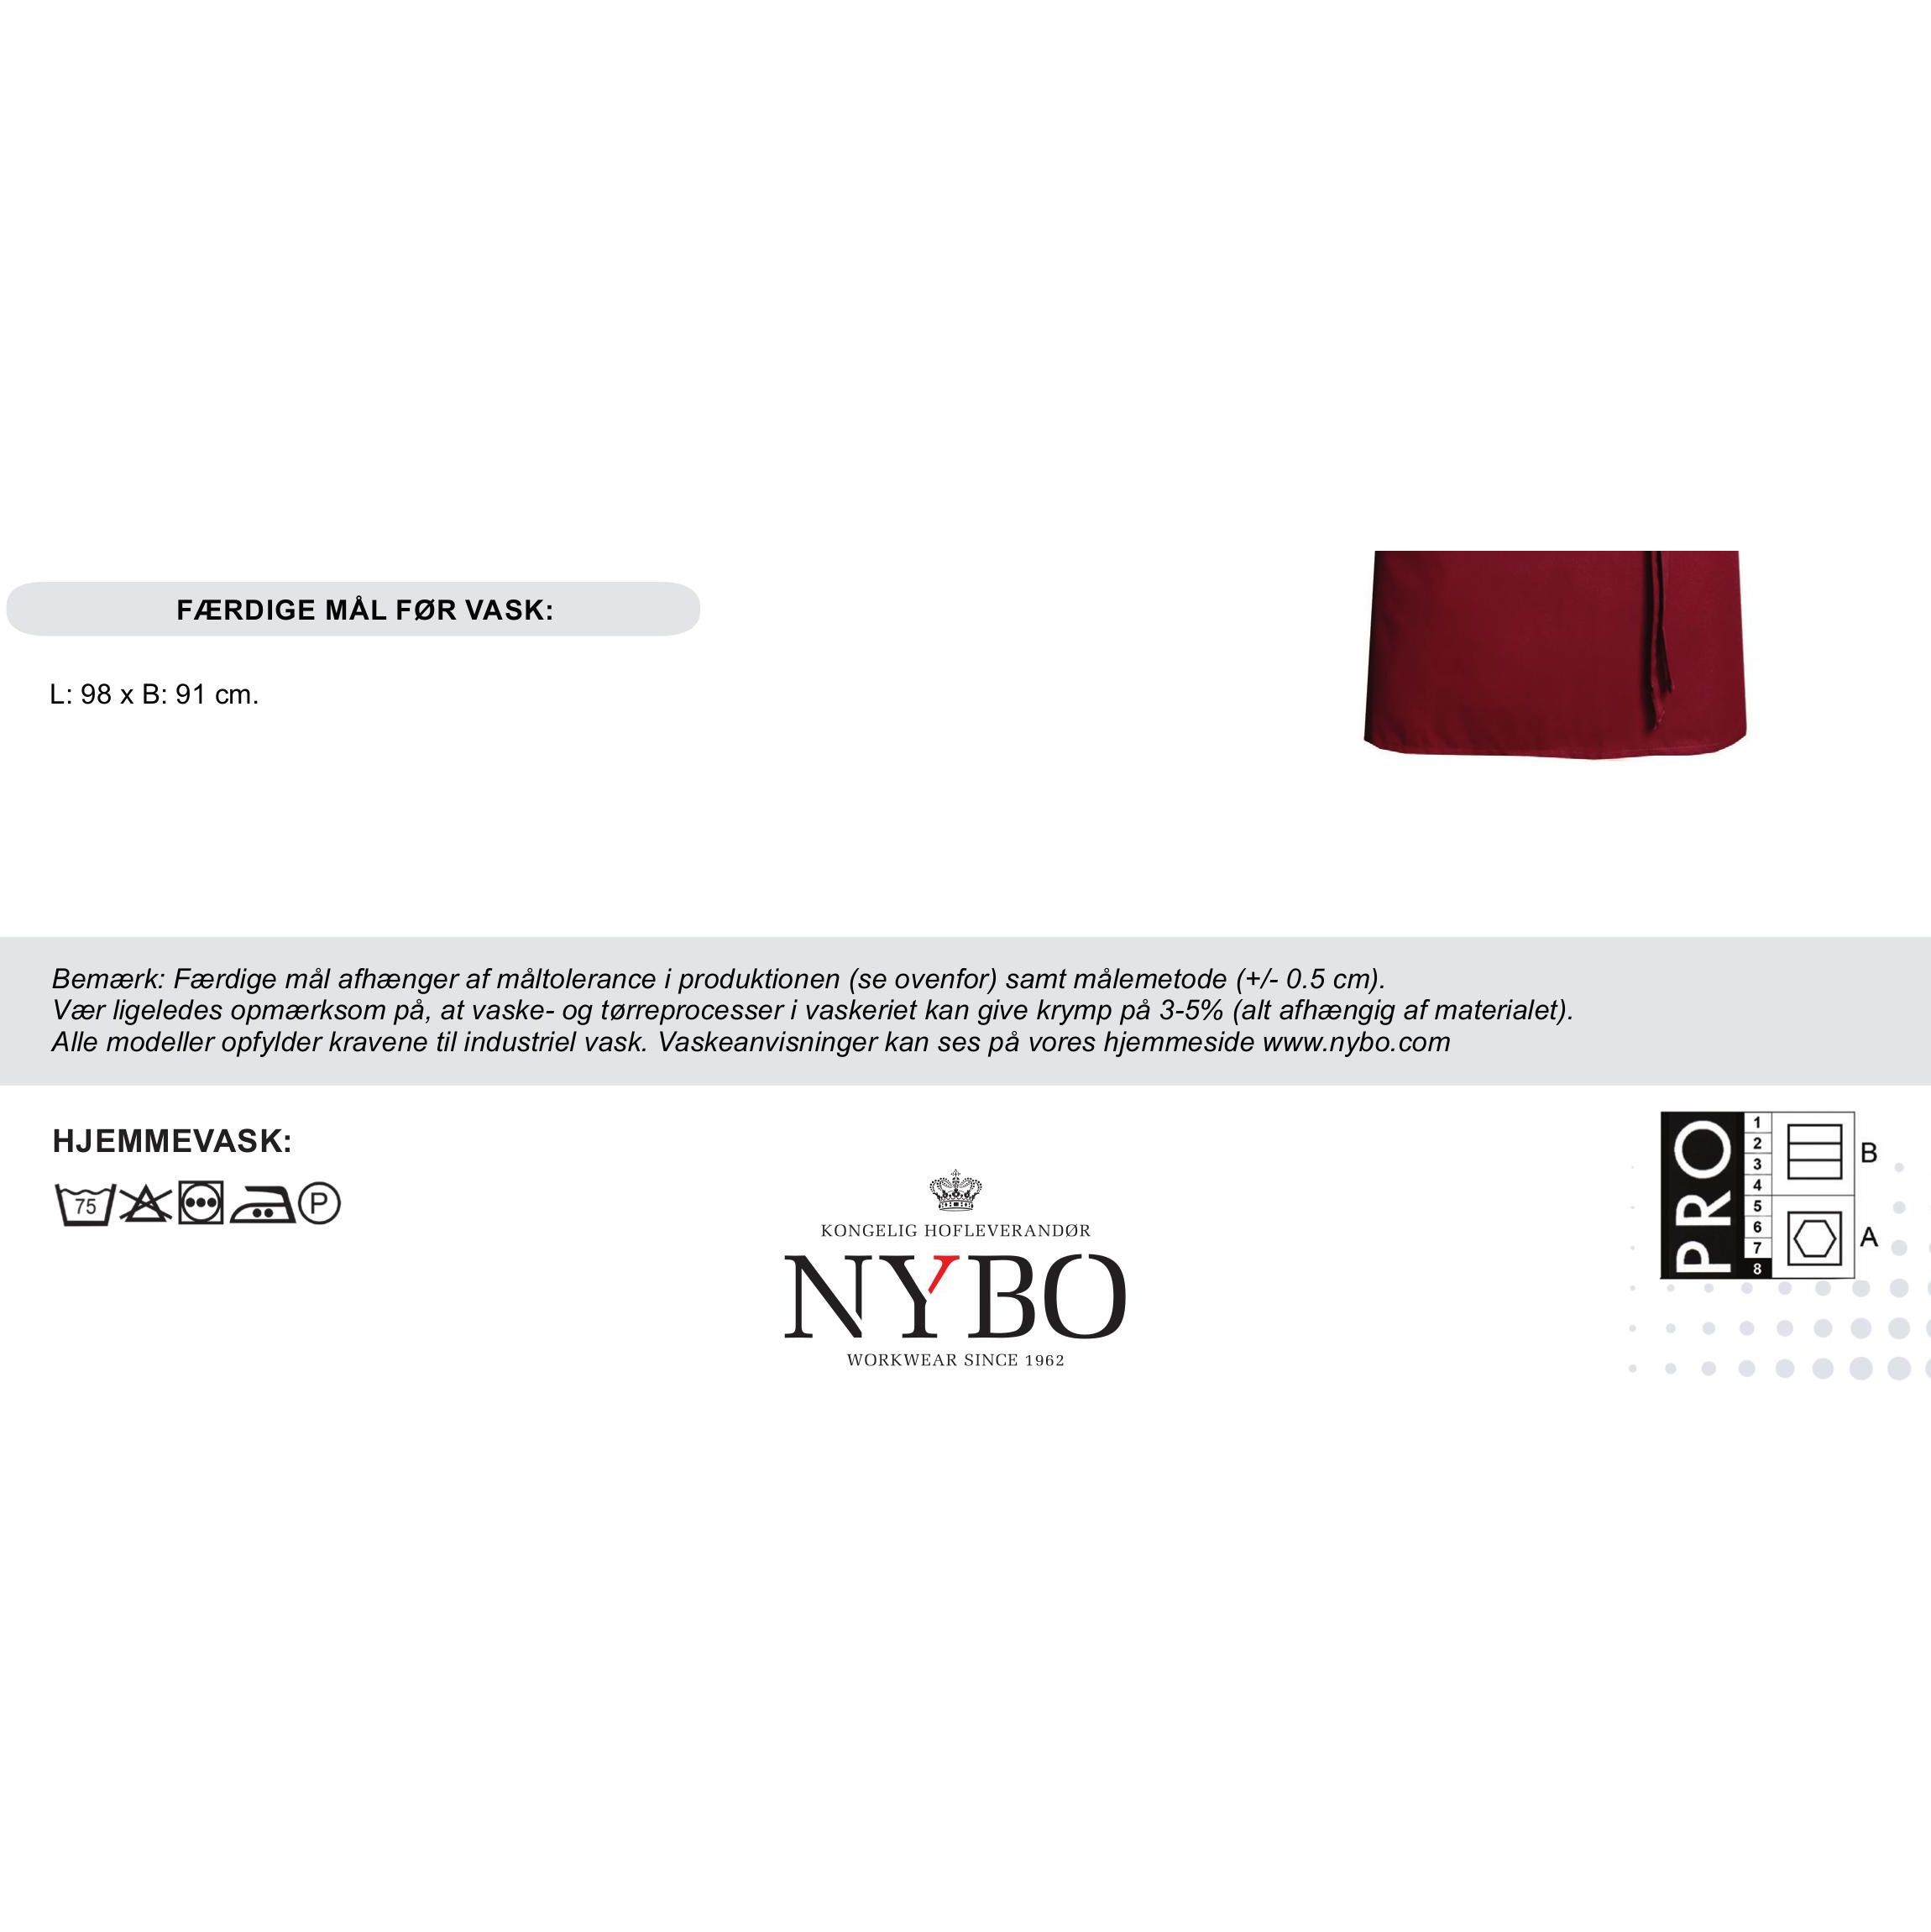 FÆRDIGE MÅL FØR VASK:
L: 98 x B: 91 cm.
Bemærk: Færdige mål afhænger af måltolerance i produktionen (se ovenfor) samt målemetode (+/- 0.5 cm).
Vær ligeledes opmærksom på, at vaske- og tørreprocesser i vaskeriet kan give krymp på 3-5% (alt afhængig af materialet).
Alle modeller opfylder kravene til industriel vask. Vaskeanvisninger kan ses på vores hjemmeside www.nybo.com
HJEMMEVASK:
75
P
KONGELIG HOFLEVERANDØR
NYBO
WORKWEAR SINCE 1962
PRO
1
2
3
4
5
6
7
8
B
A